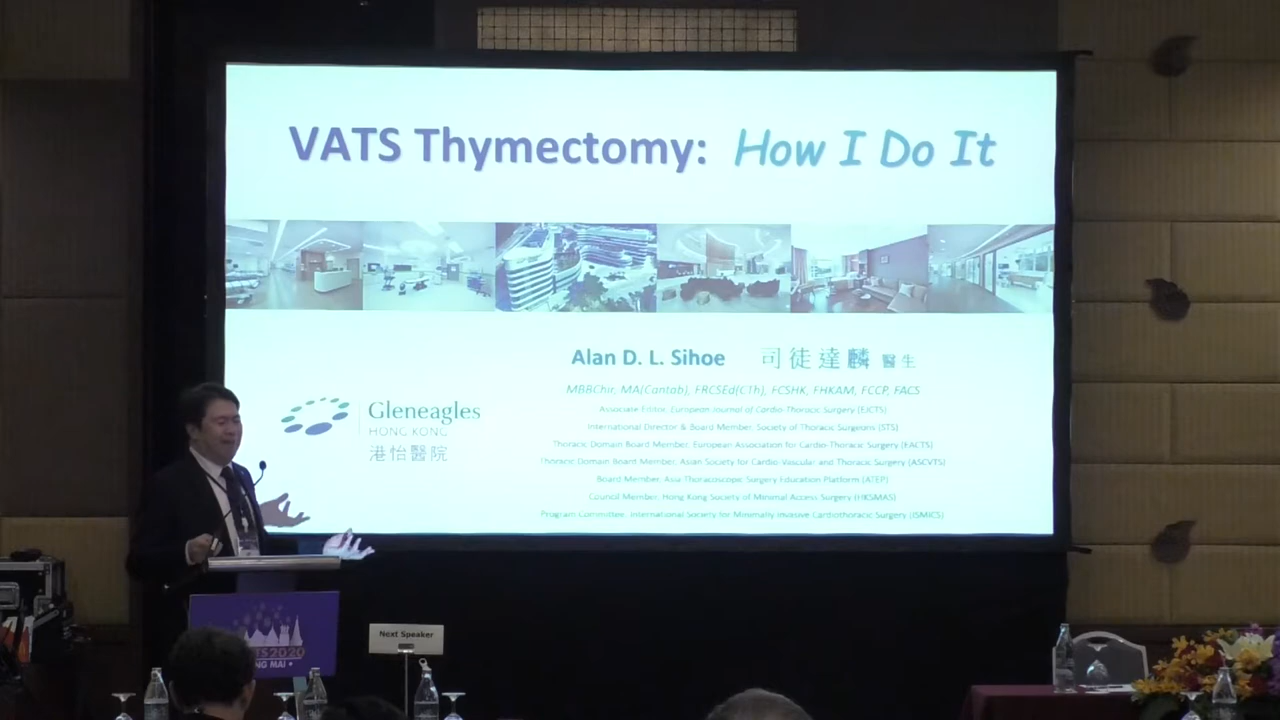 VATS Thymectomy: How I Do It
Alan D. L. Sihoe 司徒達麟 醫生
MBBChir, MA(Cantab), FRCSEd(CTh), FCSHK, FHKAM, FCCP, FACS
Associate Editor, European Journal of Cardio-Thoracic Surgery (EJCTS)
International Director & Board Member, Society of Thoracic Surgeons (STS)
Thoracic Domain Board Member, European Association for Cardio-Thoracic Surgery (EACTS)
Thoracic Domain Board Member, Asian Society for Cardio-Vascular and Thoracic Surgery (ASCVTS)
Board Member, Asia Thoracoscopic Surgery Education Platform (ATEP)
Council Member, Hong Kong Society of Minimal Access Surgery (HKSMAS)
Program Committee, International Society for Minimally Invasive Cardiothoracic Surgery (ISMICS)
Gleneagles
HONG KONG
港怡醫院
TS2020
NG MAI
Next Speaker